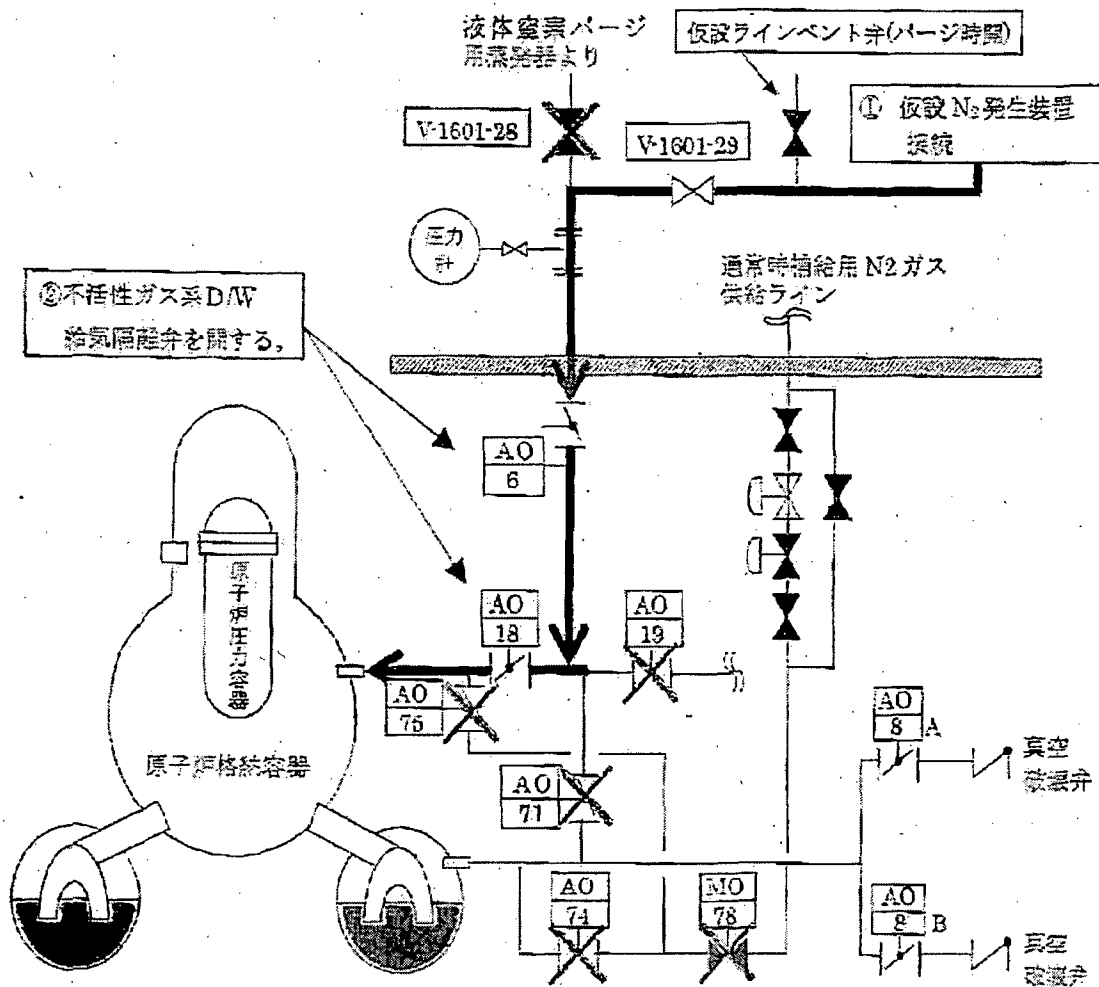 液体窒素パージ
用蒸発器より
仮設ラインベント弁(パージ時開)
① 仮設N₂発生装置
接続
V-1601-28
V-1601-29
圧力
計
通常時補給用N2ガス
供給ライン
②不活性ガス系D/W
給気隔離弁を開する。
AO
6
AO
18
AO
19
AO
75
原子炉圧力容器
原子炉格納容器
AO
71
AO
8
A
真空
破壊弁
AO
74
MO
78
AO
8
B
真空
破壊弁